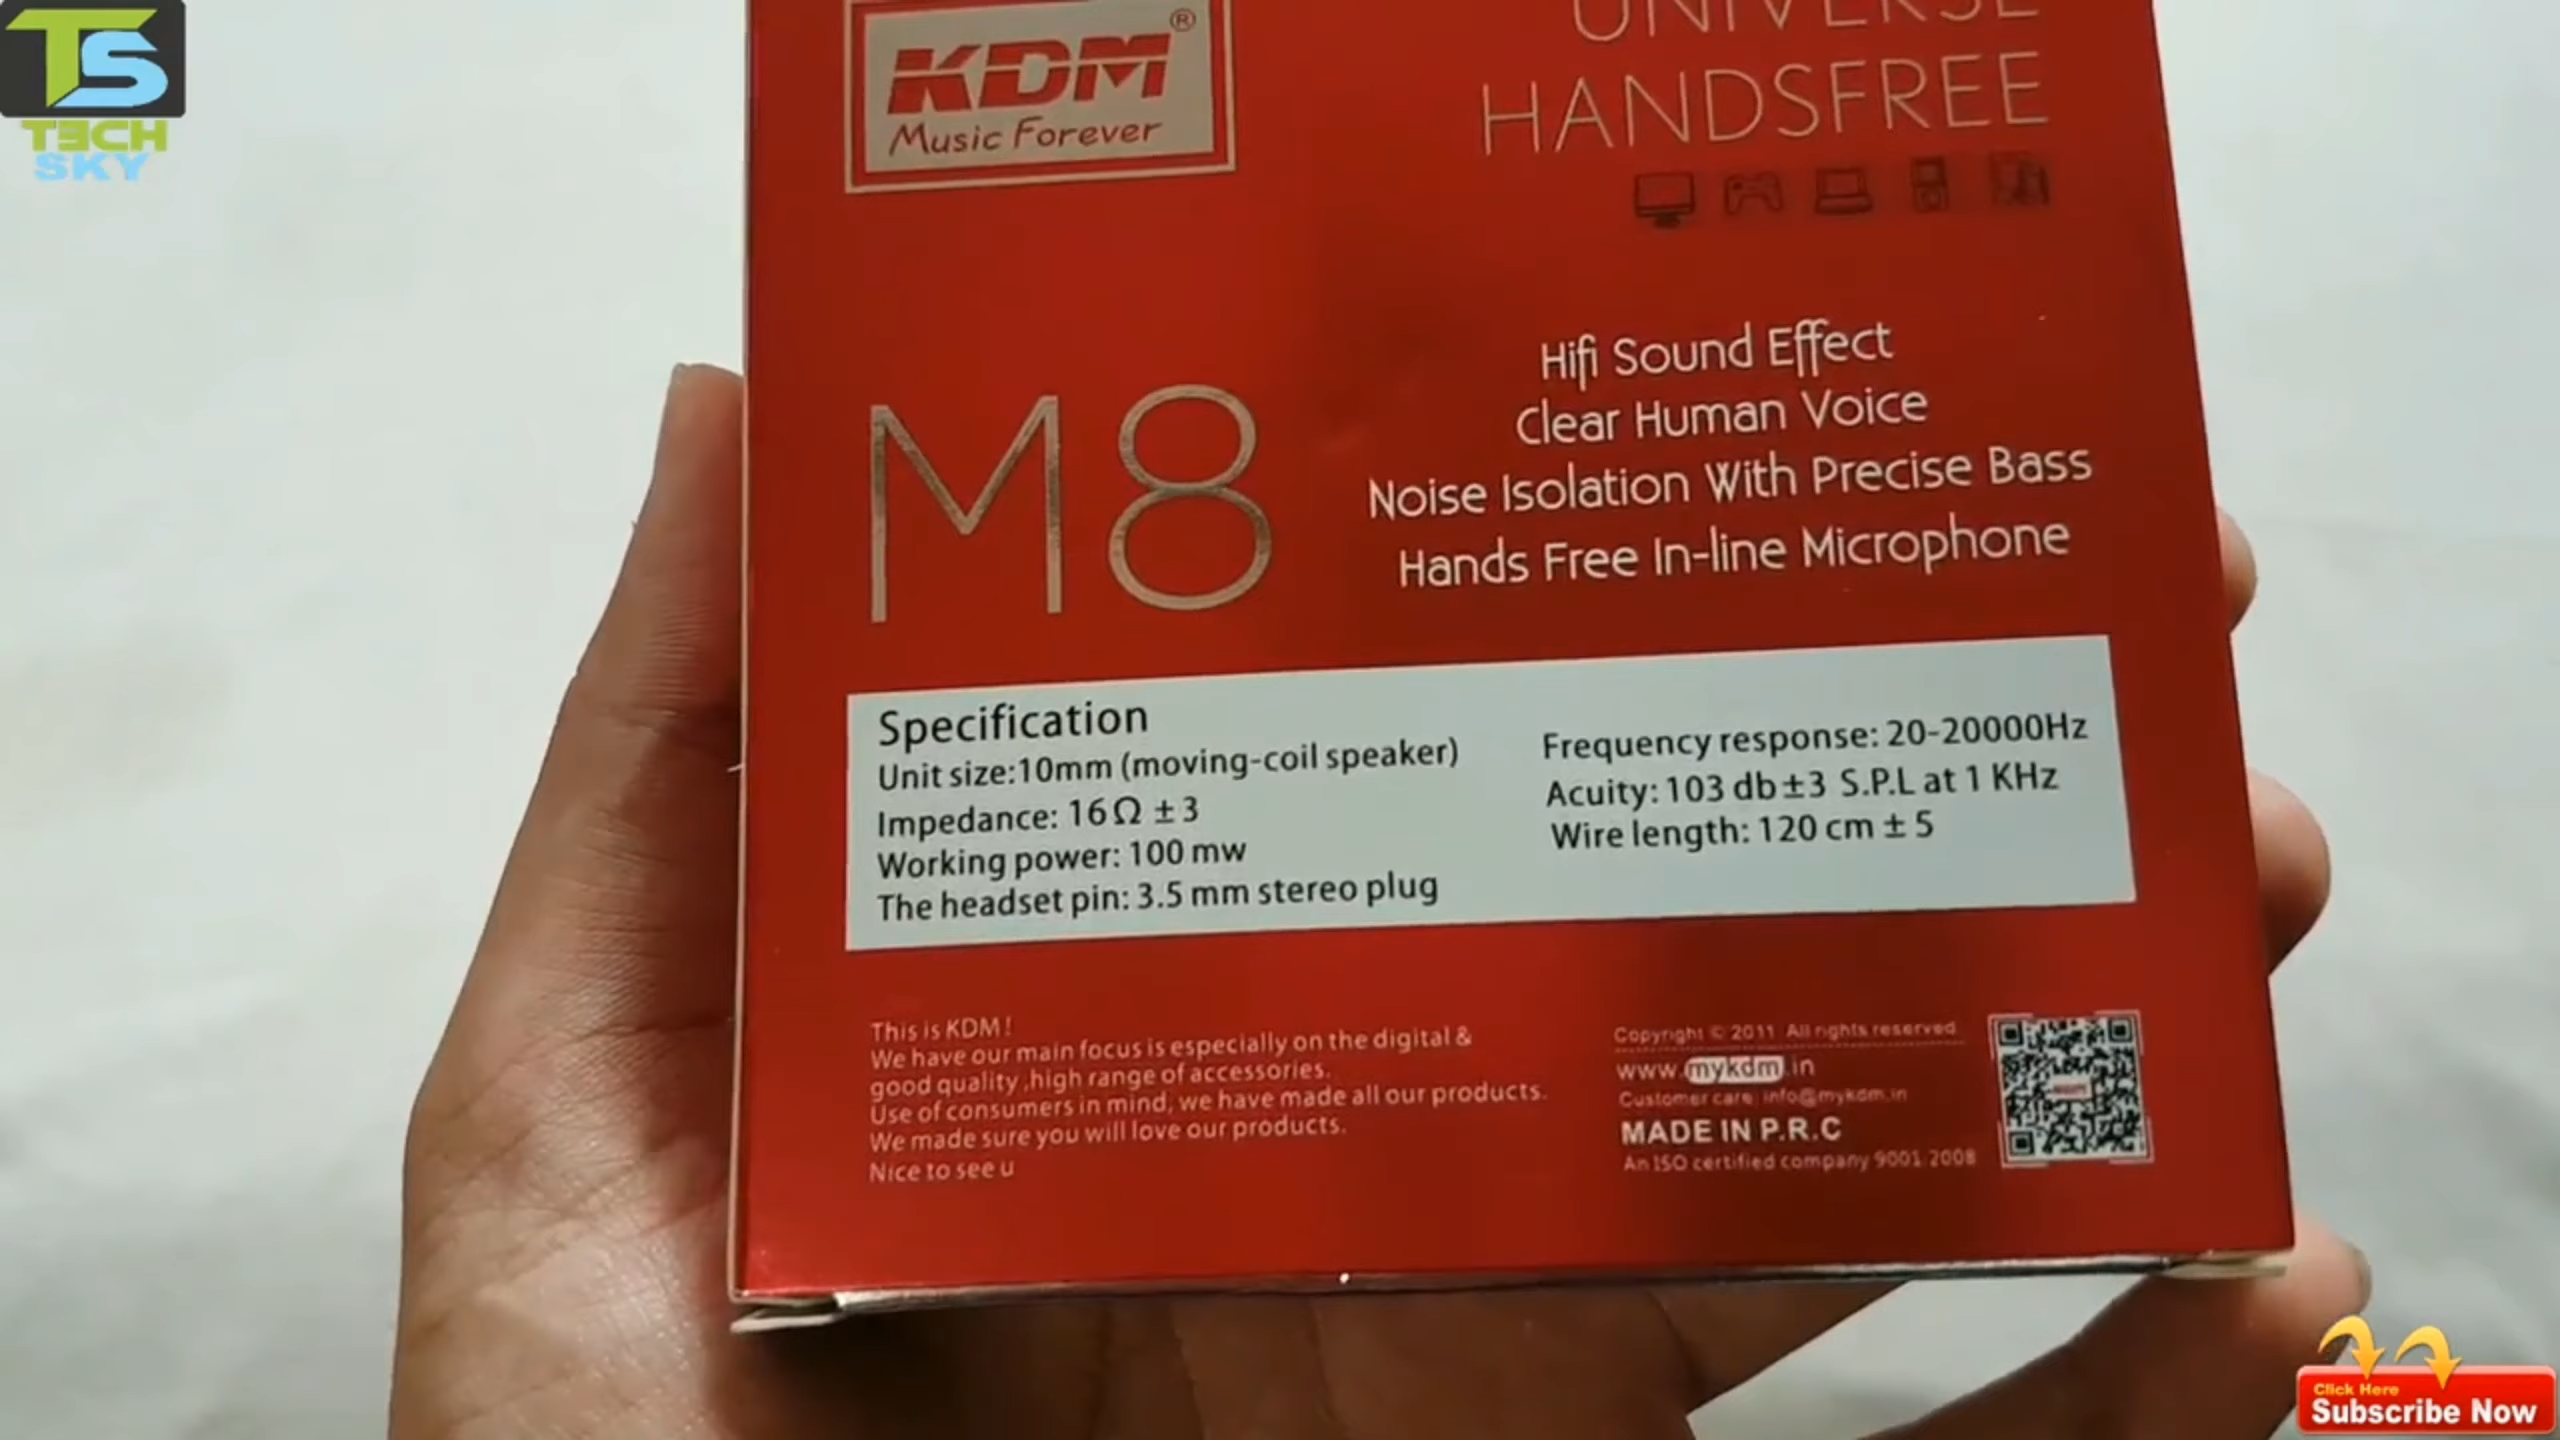 TS
TECH
SKY
KDM®
Music Forever
UNIVERSE
HANDSFREE
Hifi Sound Effect
Clear Human Voice
Noise Isolation With Precise Bass
Hands Free In-line Microphone
M8
Specification
Unit size:10mm (moving-coil speaker)
Impedance: 16Ω ±3
Working power: 100 mw
The headset pin: 3.5 mm stereo plug
Frequency response: 20-20000Hz
Acuity: 103 db±3 S.P.L at 1 KHz
Wire length: 120 cm ± 5
This is KDM !
We have our main focus is especially on the digital &
good quality ,high range of accessories.
Use of consumers in mind, we have made all our products.
We made sure you will love our products.
Nice to see u
Copyright © 2011 All rights reserved
www.mykdm.in
Customer care: info@mykdm.in
MADE IN P.R.C
An ISO certified company 9001:2008
Click Here
Subscribe Now